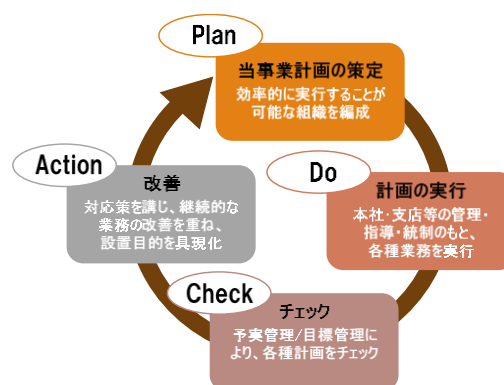 Plan
当事業計画の策定
効率的に実行することが
可能な組織を編成
Do
計画の実行
本社・支店等の管理・
指導・統制のもと、
各種業務を実行
Check
チェック
予実管理/目標管理に
より、各種計画をチェック
Action
改善
対応策を講じ、継続的な
業務の改善を重ね、
設置目的を具現化